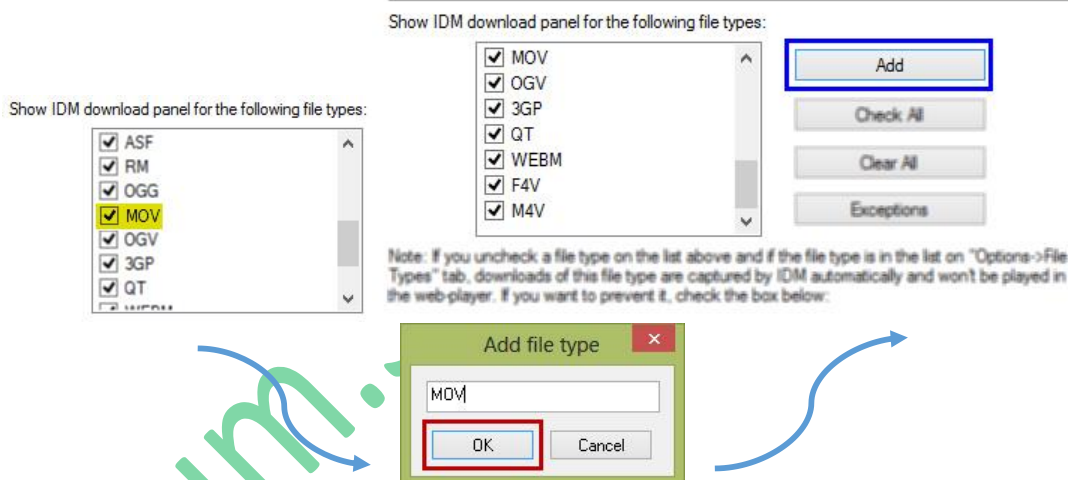 Show IDM download panel for the following file types:
MOV
OGV
3GP
QT
WEBM
F4V
M4V
Add
Check All
Clear All
Exceptions
Note: If you uncheck a file type on the list above and if the file type is in the list on "Options->File
Types" tab, downloads of this file type are captured by IDM automatically and won't be played in
the web-player. If you want to prevent it, check the box below:
Show IDM download panel for the following file types:
ASF
RM
OGG
MOV
OGV
3GP
QT
WEBM
Add file type
MOV
OK
Cancel